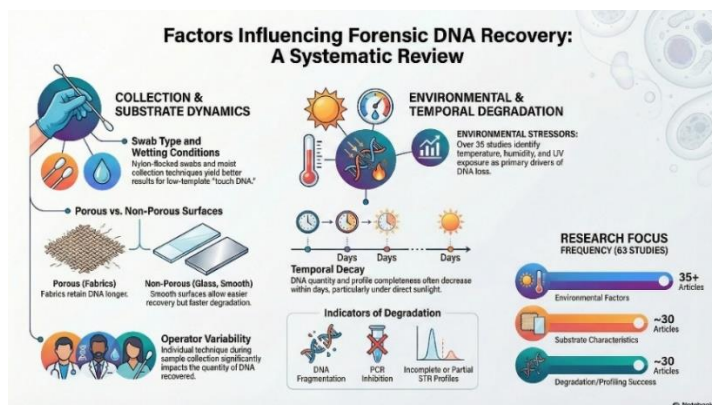 Factors Influencing Forensic DNA Recovery:
A Systematic Review
COLLECTION &
SUBSTRATE DYNAMICS
Swab Type and
Wetting Conditions
Nylon-flocked swabs and moist
collection techniques yield better
results for low-template "touch DNA."
Porous vs. Non-Porous Surfaces
Porous (Fabrics)
Fabrics retain DNA longer.
Non-Porous (Glass, Smooth)
Smooth surfaces allow easier
recovery but faster degradation.
Operator Variability
Individual technique during
sample collection significantly
impacts the quantity of DNA
recovered.
ENVIRONMENTAL &
TEMPORAL DEGRADATION
ENVIRONMENTAL STRESSORS:
Over 35 studies identify
temperature, humidity, and UV
exposure as primary drivers of
DNA loss.
Days
Days
Days
Temporal Decay
DNA quantity and profile completeness often decrease
within days, particularly under direct sunlight.
Indicators of Degradation
DNA
Fragmentation
PCR
Inhibition
Incomplete or Partial
STR Profiles
RESEARCH FOCUS
FREQUENCY (63 STUDIES)
35+
Articles
Environmental Factors
~30
Articles
Substrate Characteristics
~30
Articles
Degradation/Profiling Success